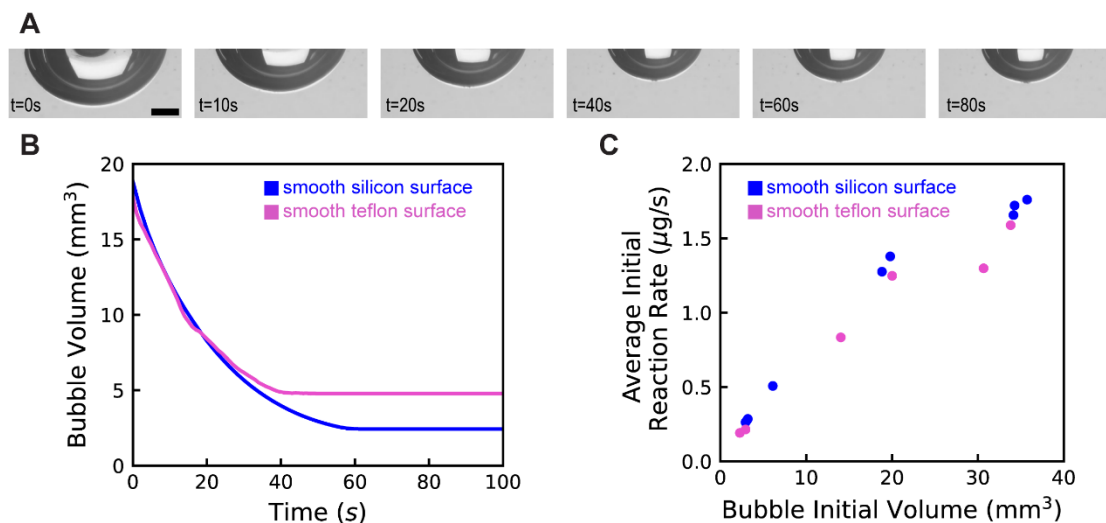 A
t=0s
t=10s
t=20s
t=40s
t=60s
t=80s
B
Bubble Volume (mm³)
20
15
10
5
0
smooth silicon surface
smooth teflon surface
0
20
40
60
80
100
Time (s)
C
Average Initial
Reaction Rate (μg/s)
2.0
1.5
1.0
0.5
0.0
smooth silicon surface
smooth teflon surface
0
10
20
30
40
Bubble Initial Volume (mm³)